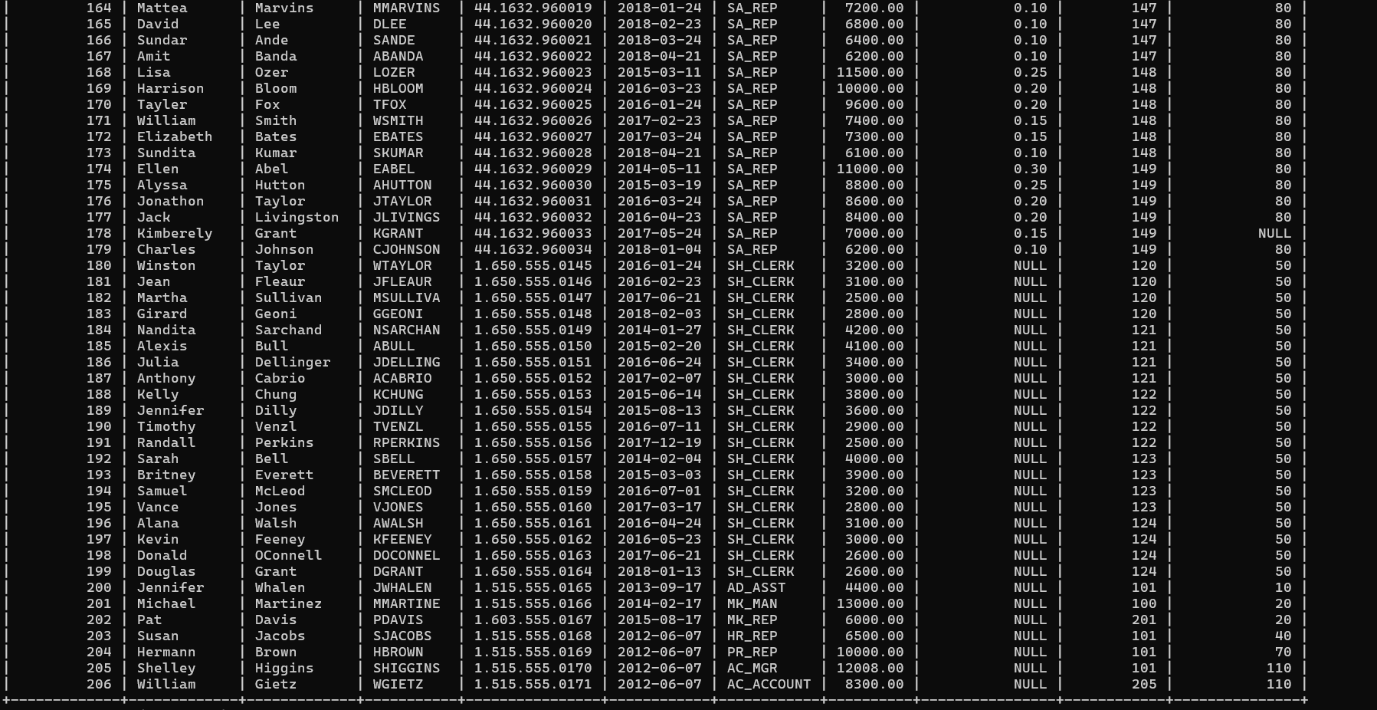 | 164 | Mattea | Marvins | MMARVINS | 44.1632.960019 | 2018-01-24 | SA_REP | 7200.00 | 0.10 | 147 | 80 |
| 165 | David | Lee | DLEE | 44.1632.960020 | 2018-02-23 | SA_REP | 6800.00 | 0.10 | 147 | 80 |
| 166 | Sundar | Ande | SANDE | 44.1632.960021 | 2018-03-24 | SA_REP | 6400.00 | 0.10 | 147 | 80 |
| 167 | Amit | Banda | ABANDA | 44.1632.960022 | 2018-04-21 | SA_REP | 6200.00 | 0.10 | 147 | 80 |
| 168 | Lisa | Ozer | LOZER | 44.1632.960023 | 2015-03-11 | SA_REP | 11500.00 | 0.25 | 148 | 80 |
| 169 | Harrison | Bloom | HBLOOM | 44.1632.960024 | 2016-03-23 | SA_REP | 10000.00 | 0.20 | 148 | 80 |
| 170 | Tayler | Fox | TFOX | 44.1632.960025 | 2016-01-24 | SA_REP | 9600.00 | 0.20 | 148 | 80 |
| 171 | William | Smith | WSMITH | 44.1632.960026 | 2017-02-23 | SA_REP | 7400.00 | 0.15 | 148 | 80 |
| 172 | Elizabeth | Bates | EBATES | 44.1632.960027 | 2017-03-24 | SA_REP | 7300.00 | 0.15 | 148 | 80 |
| 173 | Sundita | Kumar | SKUMAR | 44.1632.960028 | 2018-04-21 | SA_REP | 6100.00 | 0.10 | 148 | 80 |
| 174 | Ellen | Abel | EABEL | 44.1632.960029 | 2014-05-11 | SA_REP | 11000.00 | 0.30 | 149 | 80 |
| 175 | Alyssa | Hutton | AHUTTON | 44.1632.960030 | 2015-03-19 | SA_REP | 8800.00 | 0.25 | 149 | 80 |
| 176 | Jonathon | Taylor | JTAYLOR | 44.1632.960031 | 2016-03-24 | SA_REP | 8600.00 | 0.20 | 149 | 80 |
| 177 | Jack | Livingston | JLIVINGS | 44.1632.960032 | 2016-04-23 | SA_REP | 8400.00 | 0.20 | 149 | 80 |
| 178 | Kimberely | Grant | KGRANT | 44.1632.960033 | 2017-05-24 | SA_REP | 7000.00 | 0.15 | 149 | NULL |
| 179 | Charles | Johnson | CJOHNSON | 44.1632.960034 | 2018-01-04 | SA_REP | 6200.00 | 0.10 | 149 | 80 |
| 180 | Winston | Taylor | WTAYLOR | 1.650.555.0145 | 2016-01-24 | SH_CLERK | 3200.00 | NULL | 120 | 50 |
| 181 | Jean | Fleaur | JFLEAUR | 1.650.555.0146 | 2016-02-23 | SH_CLERK | 3100.00 | NULL | 120 | 50 |
| 182 | Martha | Sullivan | MSULLIVA | 1.650.555.0147 | 2017-06-21 | SH_CLERK | 2500.00 | NULL | 120 | 50 |
| 183 | Girard | Geoni | GGEONI | 1.650.555.0148 | 2018-02-03 | SH_CLERK | 2800.00 | NULL | 120 | 50 |
| 184 | Nandita | Sarchand | NSARCHAN | 1.650.555.0149 | 2014-01-27 | SH_CLERK | 4200.00 | NULL | 121 | 50 |
| 185 | Alexis | Bull | ABULL | 1.650.555.0150 | 2015-02-20 | SH_CLERK | 4100.00 | NULL | 121 | 50 |
| 186 | Julia | Dellinger | JDELLING | 1.650.555.0151 | 2016-06-24 | SH_CLERK | 3400.00 | NULL | 121 | 50 |
| 187 | Anthony | Cabrio | ACABRIO | 1.650.555.0152 | 2017-02-07 | SH_CLERK | 3000.00 | NULL | 121 | 50 |
| 188 | Kelly | Chung | KCHUNG | 1.650.555.0153 | 2015-06-14 | SH_CLERK | 3800.00 | NULL | 122 | 50 |
| 189 | Jennifer | Dilly | JDILLY | 1.650.555.0154 | 2015-08-13 | SH_CLERK | 3600.00 | NULL | 122 | 50 |
| 190 | Timothy | Venzl | TVENZL | 1.650.555.0155 | 2016-07-11 | SH_CLERK | 2900.00 | NULL | 122 | 50 |
| 191 | Randall | Perkins | RPERKINS | 1.650.555.0156 | 2017-12-19 | SH_CLERK | 2500.00 | NULL | 122 | 50 |
| 192 | Sarah | Bell | SBELL | 1.650.555.0157 | 2014-02-04 | SH_CLERK | 4000.00 | NULL | 123 | 50 |
| 193 | Britney | Everett | BEVERETT | 1.650.555.0158 | 2015-03-03 | SH_CLERK | 3900.00 | NULL | 123 | 50 |
| 194 | Samuel | McLeod | SMCLEOD | 1.650.555.0159 | 2016-07-01 | SH_CLERK | 3200.00 | NULL | 123 | 50 |
| 195 | Vance | Jones | VJONES | 1.650.555.0160 | 2017-03-17 | SH_CLERK | 2800.00 | NULL | 123 | 50 |
| 196 | Alana | Walsh | AWALSH | 1.650.555.0161 | 2016-04-24 | SH_CLERK | 3100.00 | NULL | 124 | 50 |
| 197 | Kevin | Feeney | KFEENEY | 1.650.555.0162 | 2016-05-23 | SH_CLERK | 3000.00 | NULL | 124 | 50 |
| 198 | Donald | OConnell | DOCONNEL | 1.650.555.0163 | 2017-06-21 | SH_CLERK | 2600.00 | NULL | 124 | 50 |
| 199 | Douglas | Grant | DGRANT | 1.650.555.0164 | 2018-01-13 | SH_CLERK | 2600.00 | NULL | 124 | 50 |
| 200 | Jennifer | Whalen | JWHALEN | 1.515.555.0165 | 2013-09-17 | AD_ASST | 4400.00 | NULL | 101 | 10 |
| 201 | Michael | Martinez | MMARTINE | 1.515.555.0166 | 2014-02-17 | MK_MAN | 13000.00 | NULL | 100 | 20 |
| 202 | Pat | Davis | PDAVIS | 1.603.555.0167 | 2015-08-17 | MK_REP | 6000.00 | NULL | 201 | 20 |
| 203 | Susan | Jacobs | SJACOBS | 1.515.555.0168 | 2012-06-07 | HR_REP | 6500.00 | NULL | 101 | 40 |
| 204 | Hermann | Brown | HBROWN | 1.515.555.0169 | 2012-06-07 | PR_REP | 10000.00 | NULL | 101 | 70 |
| 205 | Shelley | Higgins | SHIGGINS | 1.515.555.0170 | 2012-06-07 | AC_MGR | 12008.00 | NULL | 101 | 110 |
| 206 | William | Gietz | WGIETZ | 1.515.555.0171 | 2012-06-07 | AC_ACCOUNT | 8300.00 | NULL | 205 | 110 |